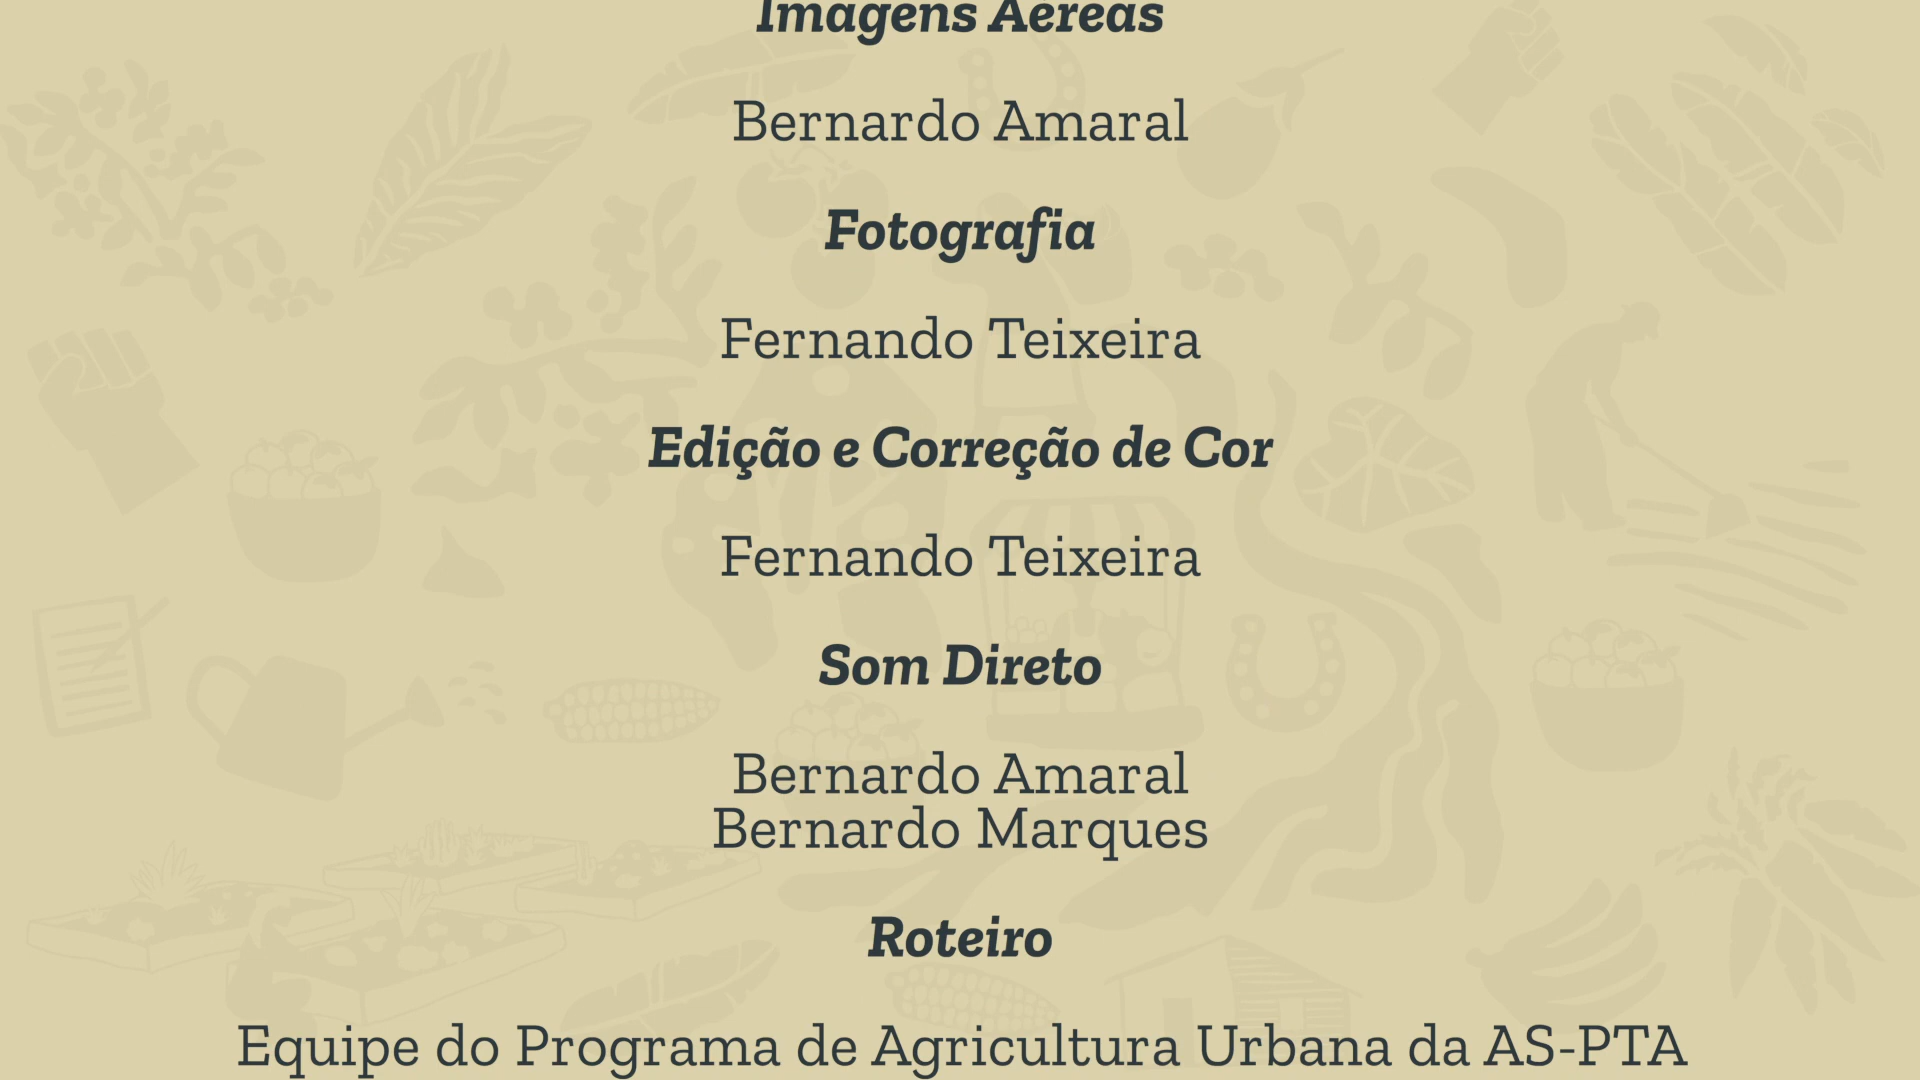 Imagens Aéreas
Bernardo Amaral
Fotografia
Fernando Teixeira
Edição e Correção de Cor
Fernando Teixeira
Som Direto
Bernardo Amaral
Bernardo Marques
Roteiro
Equipe do Programa de Agricultura Urbana da AS-PTA